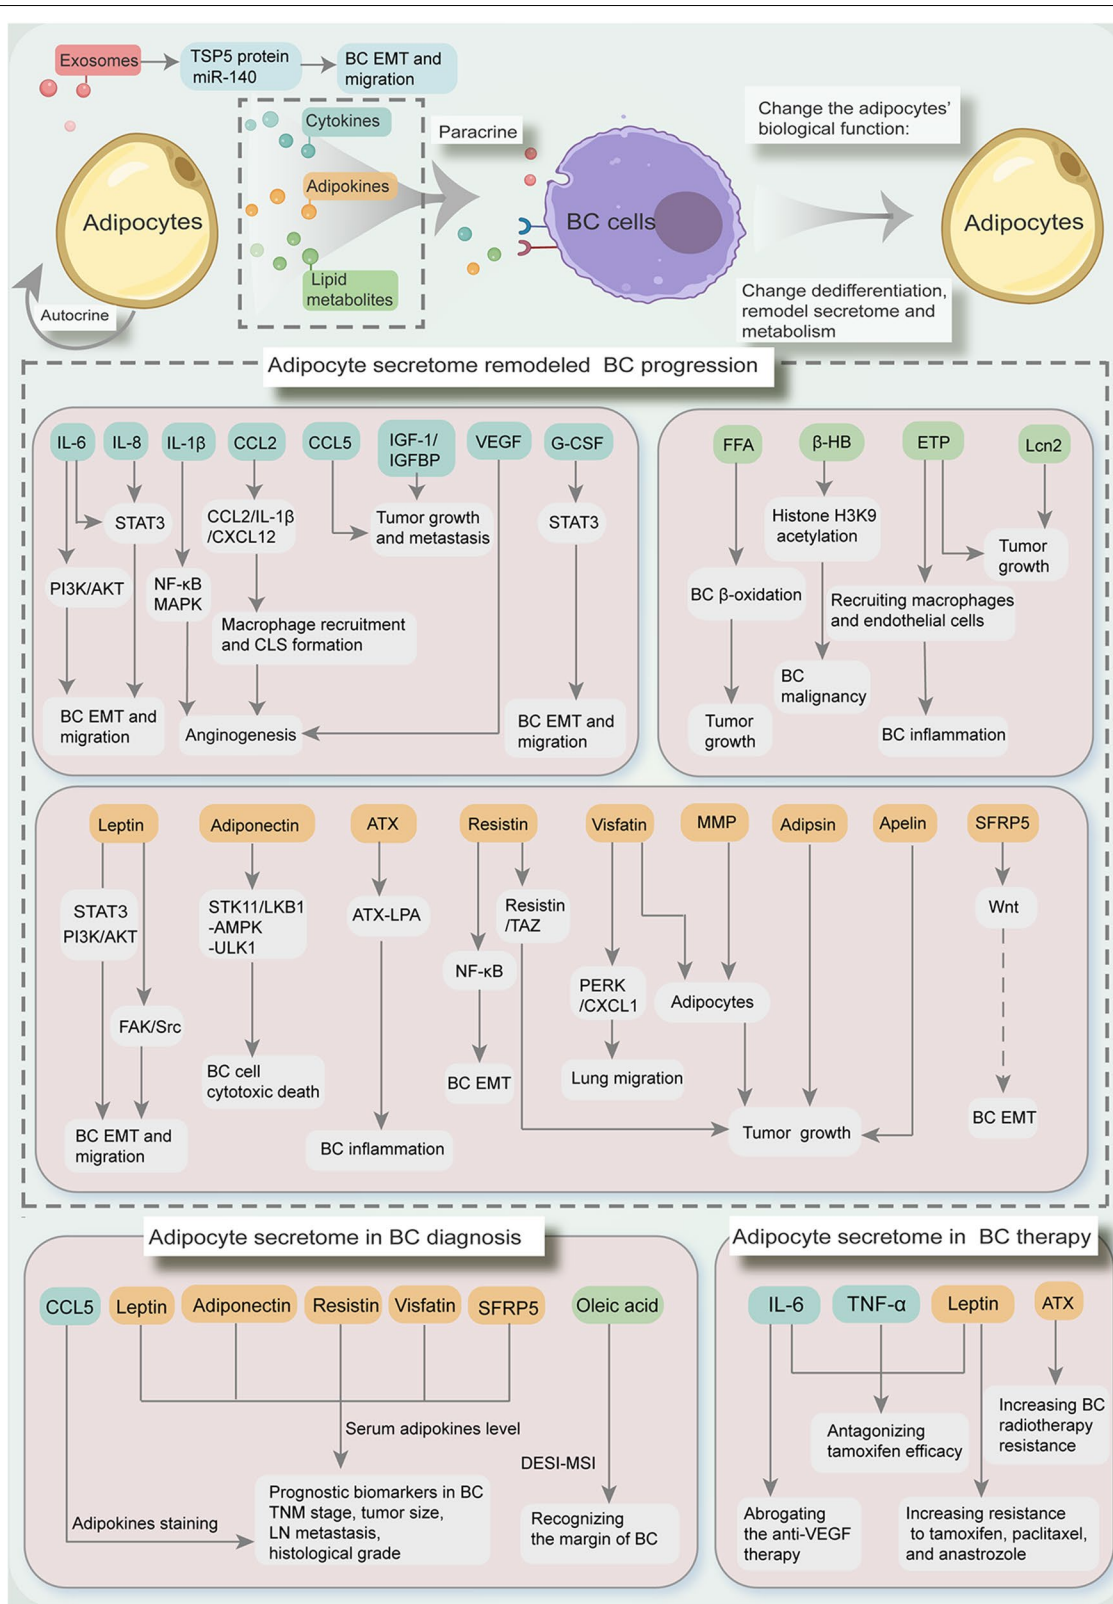 Exosomes
TSP5 protein
miR-140
BC EMT and
migration
Cytokines
Adipokines
Lipid
metabolites
Paracrine
Change the adipocytes'
biological function:
Adipocytes
BC cells
Adipocytes
Autocrine
Change dedifferentiation,
remodel secretome and
metabolism
Adipocyte secretome remodeled BC progression
IL-6
IL-8
IL-1β
CCL2
CCL5
IGF-1/
IGFBP
VEGF
G-CSF
STAT3
CCL2/IL-1β
/CXCL12
Tumor growth
and metastasis
STAT3
PI3K/AKT
NF-κB
MAPK
Macrophage recruitment
and CLS formation
BC EMT and
migration
Anginogenesis
BC EMT and
migration
FFA
β-HB
ETP
Lcn2
Histone H3K9
acetylation
Tumor
growth
BC β-oxidation
Recruiting macrophages
and endothelial cells
BC
malignancy
Tumor
growth
BC inflammation
Leptin
Adiponectin
ATX
Resistin
Visfatin
MMP
Adipsin
Apelin
SFRP5
STAT3
PI3K/AKT
STK11/LKB1
-AMPK
-ULK1
ATX-LPA
Resistin
/TAZ
Wnt
NF-κB
PERK
/CXCL1
Adipocytes
FAK/Src
BC cell
cytotoxic death
BC EMT
Lung migration
BC EMT and
migration
BC inflammation
Tumor growth
BC EMT
Adipocyte secretome in BC diagnosis
CCL5
Leptin
Adiponectin
Resistin
Visfatin
SFRP5
Oleic acid
Serum adipokines level
DESI-MSI
Adipokines staining
Prognostic biomarkers in BC
TNM stage, tumor size,
LN metastasis,
histological grade
Recognizing
the margin of BC
Adipocyte secretome in BC therapy
IL-6
TNF-α
Leptin
ATX
Antagonizing
tamoxifen efficacy
Increasing BC
radiotherapy
resistance
Abrogating
the anti-VEGF
therapy
Increasing resistance
to tamoxifen, paclitaxel,
and anastrozole